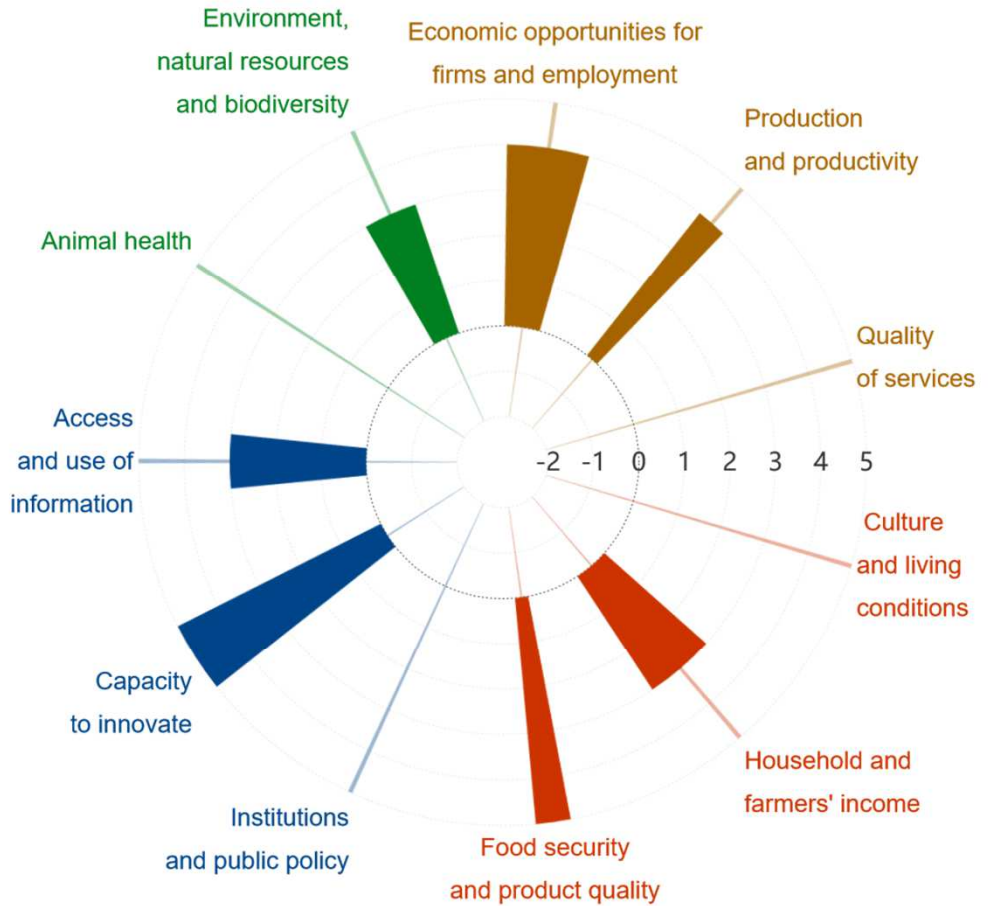 Environment,
natural resources
and biodiversity
Economic opportunities for
firms and employment
Production
and productivity
Animal health
Quality
of services
Access
and use of
information
-2 -1 0 1 2 3 4 5
Culture
and living
conditions
Capacity
to innovate
Household and
farmers' income
Institutions
and public policy
Food security
and product quality